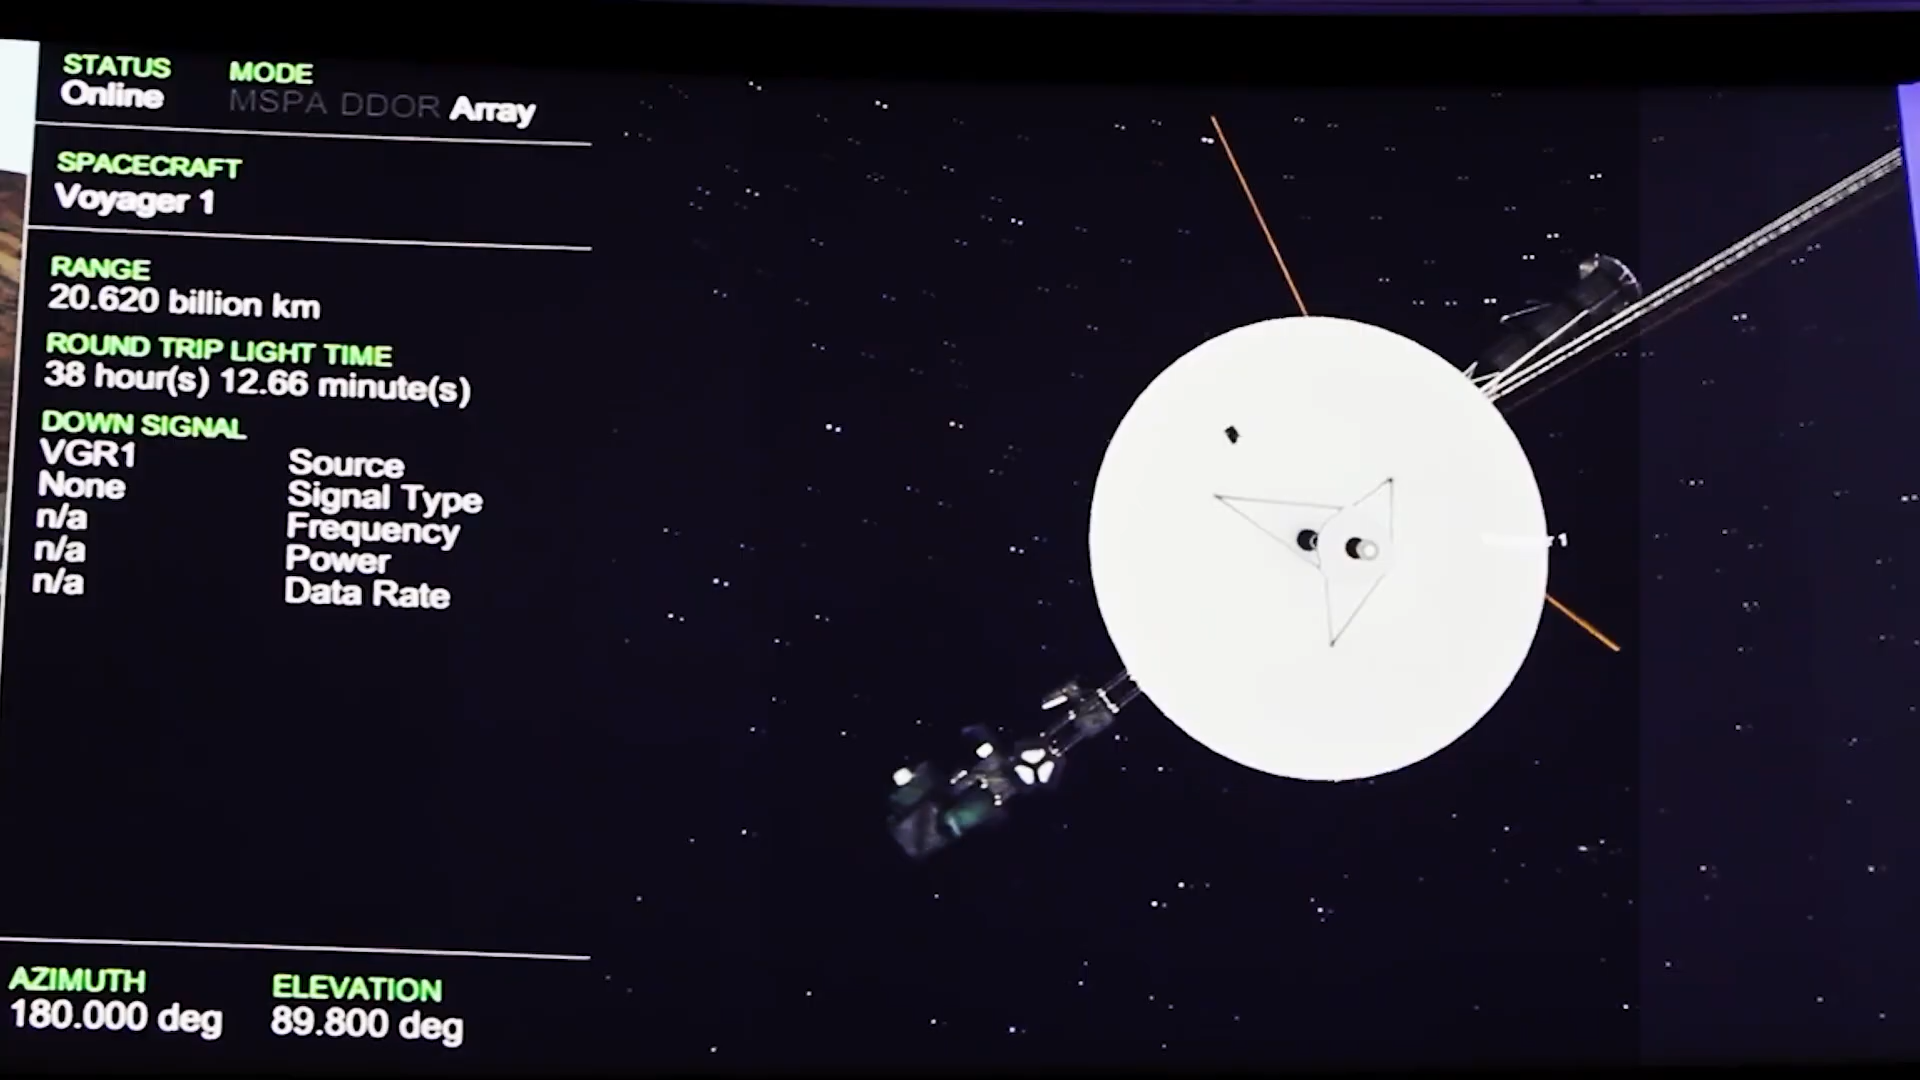 STATUS MODE
Online MSPA DDOR Array
SPACECRAFT
Voyager 1
RANGE
20.620 billion km
ROUND TRIP LIGHT TIME
38 hour(s) 12.66 minute(s)
DOWN SIGNAL
VGR1 Source
None Signal Type
n/a Frequency
n/a Power
n/a Data Rate
1
AZIMUTH ELEVATION
180.000 deg 89.800 deg